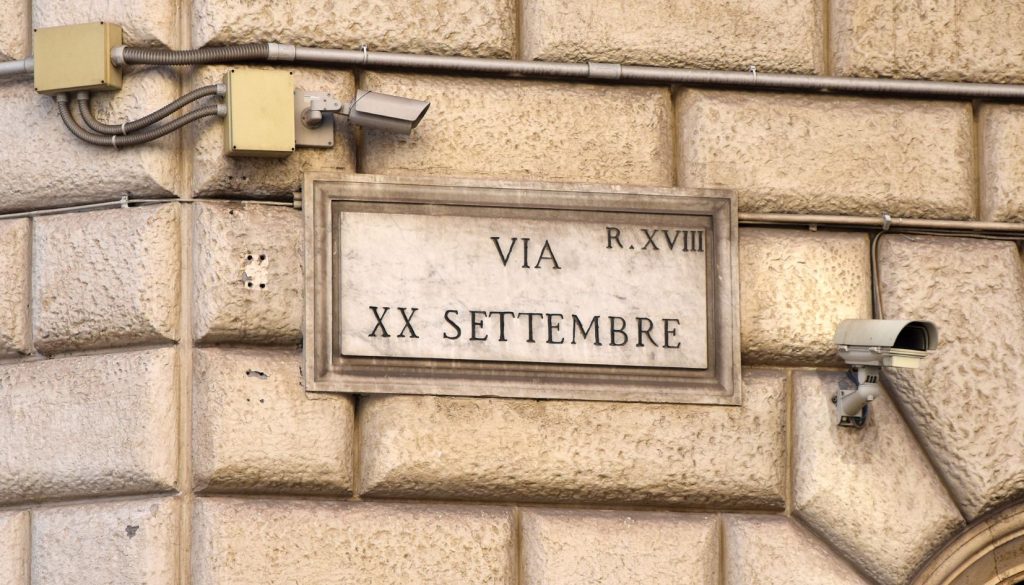 R. XVIII
VIA
XX SETTEMBRE